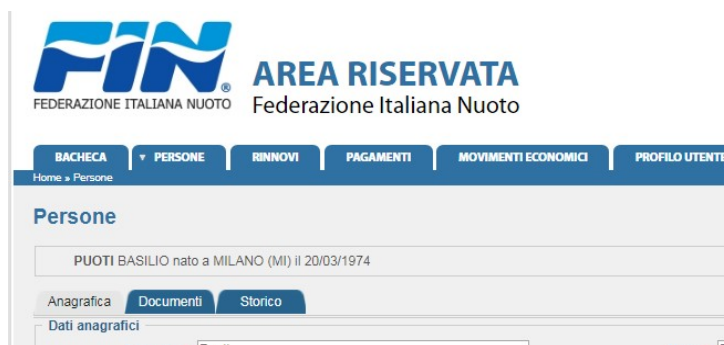 FIN®
FEDERAZIONE ITALIANA NUOTO
AREA RISERVATA
Federazione Italiana Nuoto
BACHECA ▼ PERSONE RINNOVI PAGAMENTI MOVIMENTI ECONOMICI PROFILO UTENTE
Home » Persone
Persone
PUOTI BASILIO nato a MILANO (MI) il 20/03/1974
Anagrafica Documenti Storico
Dati anagrafici